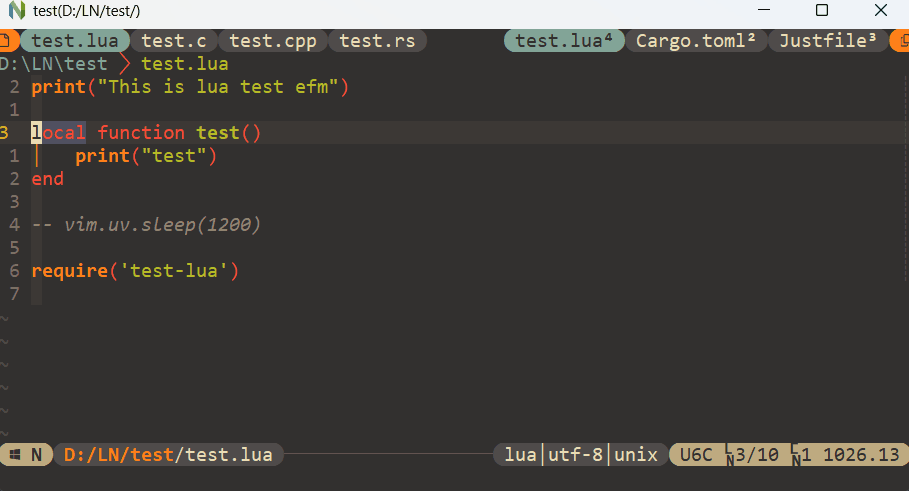 test(D:/LN/test/)
test.lua test.c test.cpp test.rs test.lua⁴ Cargo.toml² Justfile³
D:\LN\test > test.lua
2 print("This is lua test efm")
1
3 local function test()
1 print("test")
2 end
3
4 -- vim.uv.sleep(1200)
5
6 require('test-lua')
7
~
~
~
~
~
~
N D:/LN/test/test.lua lua|utf-8|unix U6C LN3/10 LN1 1026.13